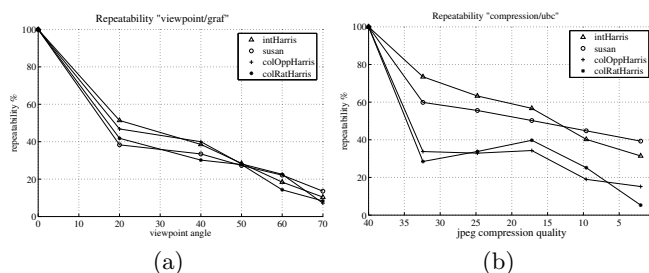 Repeatability "viewpoint/graf"
100
80
60
40
20
0
0 10 20 30 40 50 60 70
repeatability %
viewpoint angle
intHarris
susan
colOppHarris
colRatHarris
(a)
Repeatability "compression/ubc"
100
80
60
40
20
0
40 35 30 25 20 15 10 5
repeatability %
jpeg compression quality
intHarris
susan
colOppHarris
colRatHarris
(b)